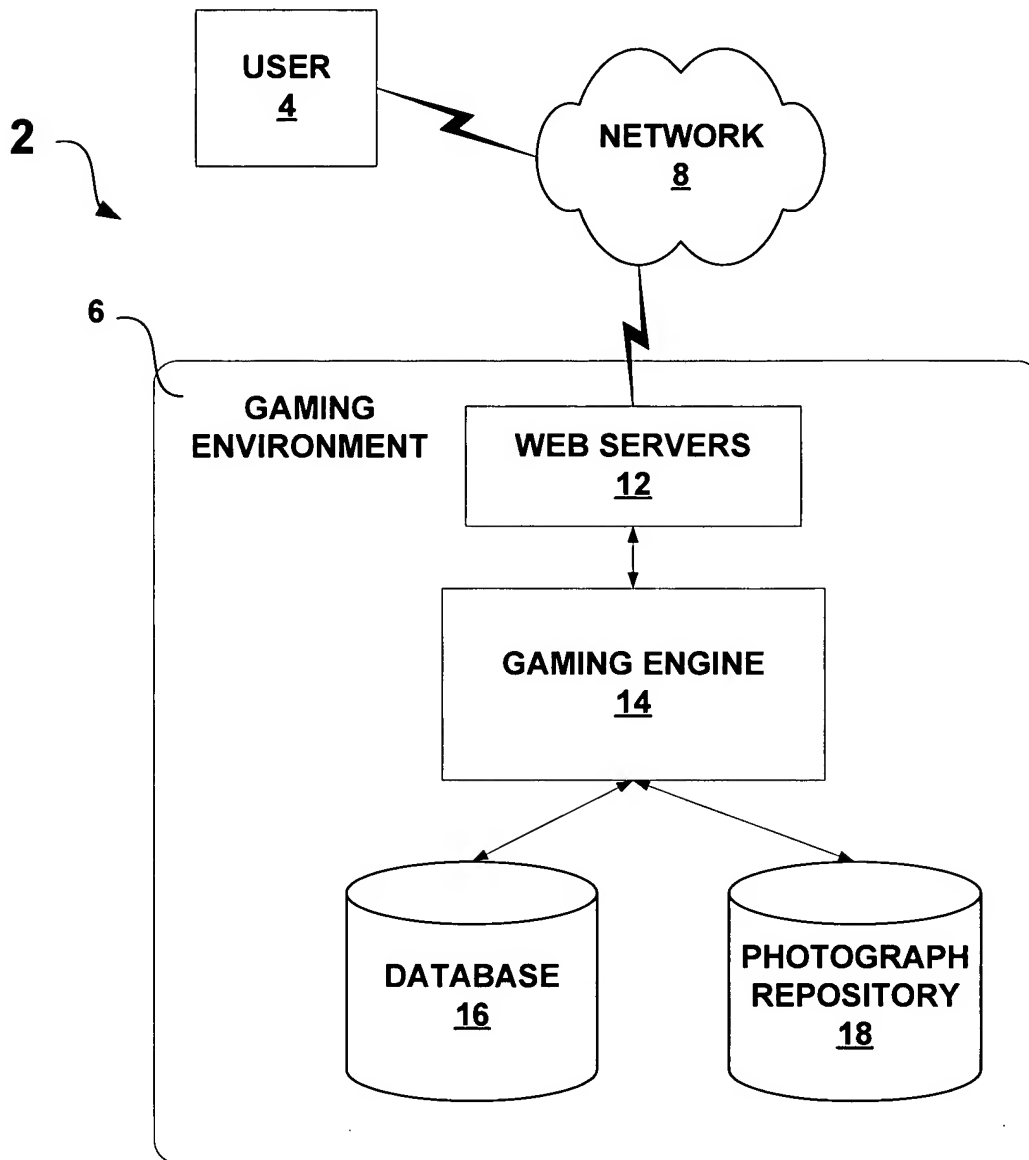 USER
4
2
NETWORK
8
6
GAMING
ENVIRONMENT
WEB SERVERS
12
GAMING ENGINE
14
DATABASE
16
PHOTOGRAPH
REPOSITORY
18